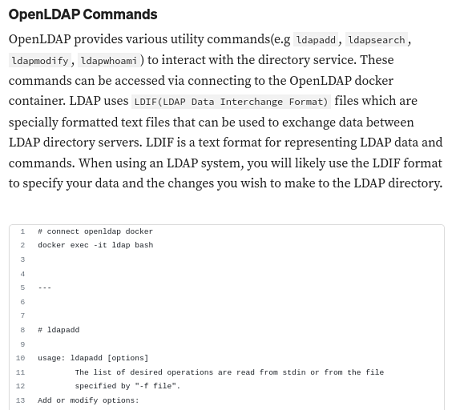 OpenLDAP Commands
OpenLDAP provides various utility commands(e.g ldapadd, ldapsearch,
ldapmodify, ldapwhoami) to interact with the directory service. These
commands can be accessed via connecting to the OpenLDAP docker
container. LDAP uses LDIF(LDAP Data Interchange Format) files which are
specially formatted text files that can be used to exchange data between
LDAP directory servers. LDIF is a text format for representing LDAP data and
commands. When using an LDAP system, you will likely use the LDIF format
to specify your data and the changes you wish to make to the LDAP directory.
1 # connect openldap docker
2 docker exec -it ldap bash
3
4
5 ---
6
7
8 # ldapadd
9
10 usage: ldapadd [options]
11 The list of desired operations are read from stdin or from the file
12 specified by "-f file".
13 Add or modify options: